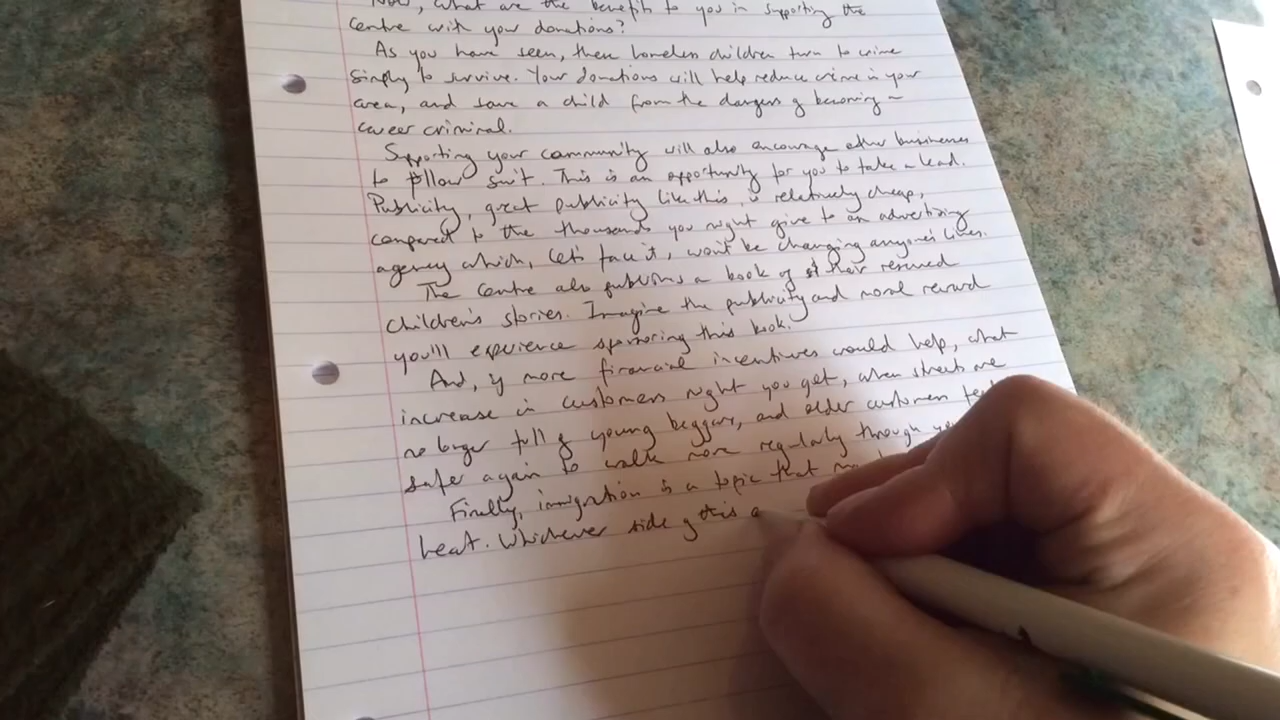 Now, what are the benefits to you in supporting the
centre with your donations?
As you have seen, these homeless children turn to crime
simply to survive. Your donations will help reduce crime in your
area, and save a child from the dangers of becoming a
career criminal.
Supporting your community will also encourage other businesses
to follow suit. This is an opportunity for you to take a lead.
Publicity, great publicity like this, is relatively cheap,
compared to the thousands you might give to an advertising
agency which, let's face it, won't be changing anyone's lives.
The centre also publishes a book of their rescued
children's stories. Imagine the publicity and moral reward
you'll experience sponsoring this book.
And, if more financial incentives would help, what
increase in customers might you get, when streets are
no longer full of young beggars, and older customers
safe again to walk more regularly through
Finally, immigration is a topic that
heat. Whichever side of this